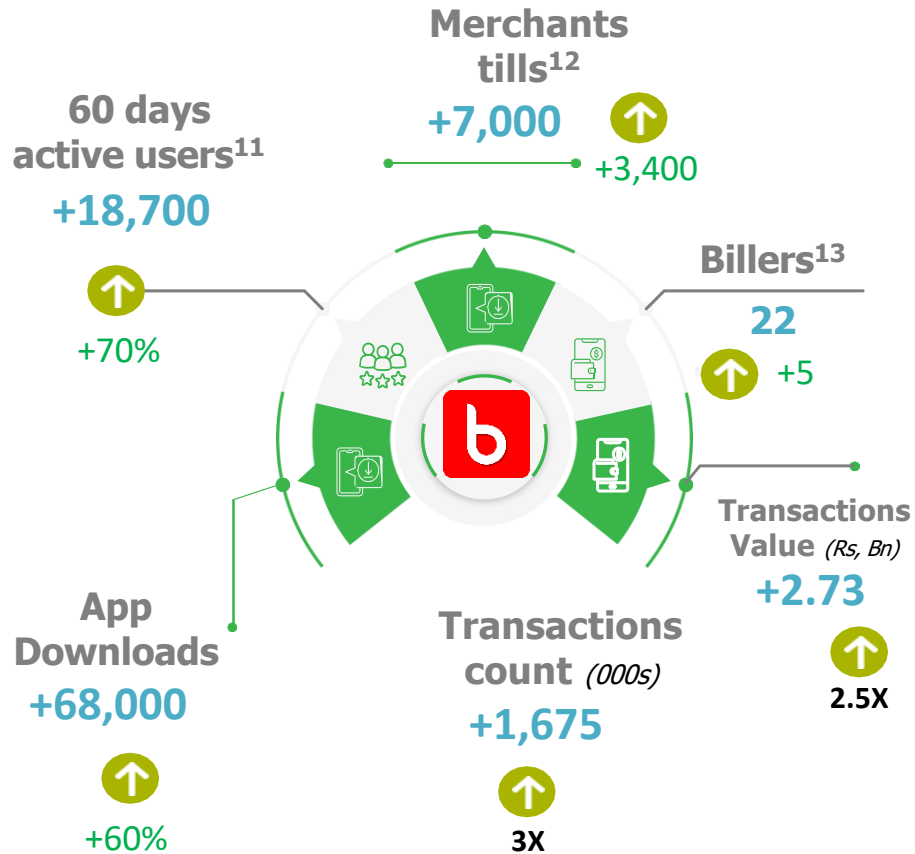 Merchants
tills¹²
+7,000
+3,400
60 days
active users¹¹
+18,700
+70%
Billers¹³
22
+5
b
Transactions
Value (Rs, Bn)
+2.73
2.5X
App
Downloads
+68,000
+60%
Transactions
count (000s)
+1,675
3X